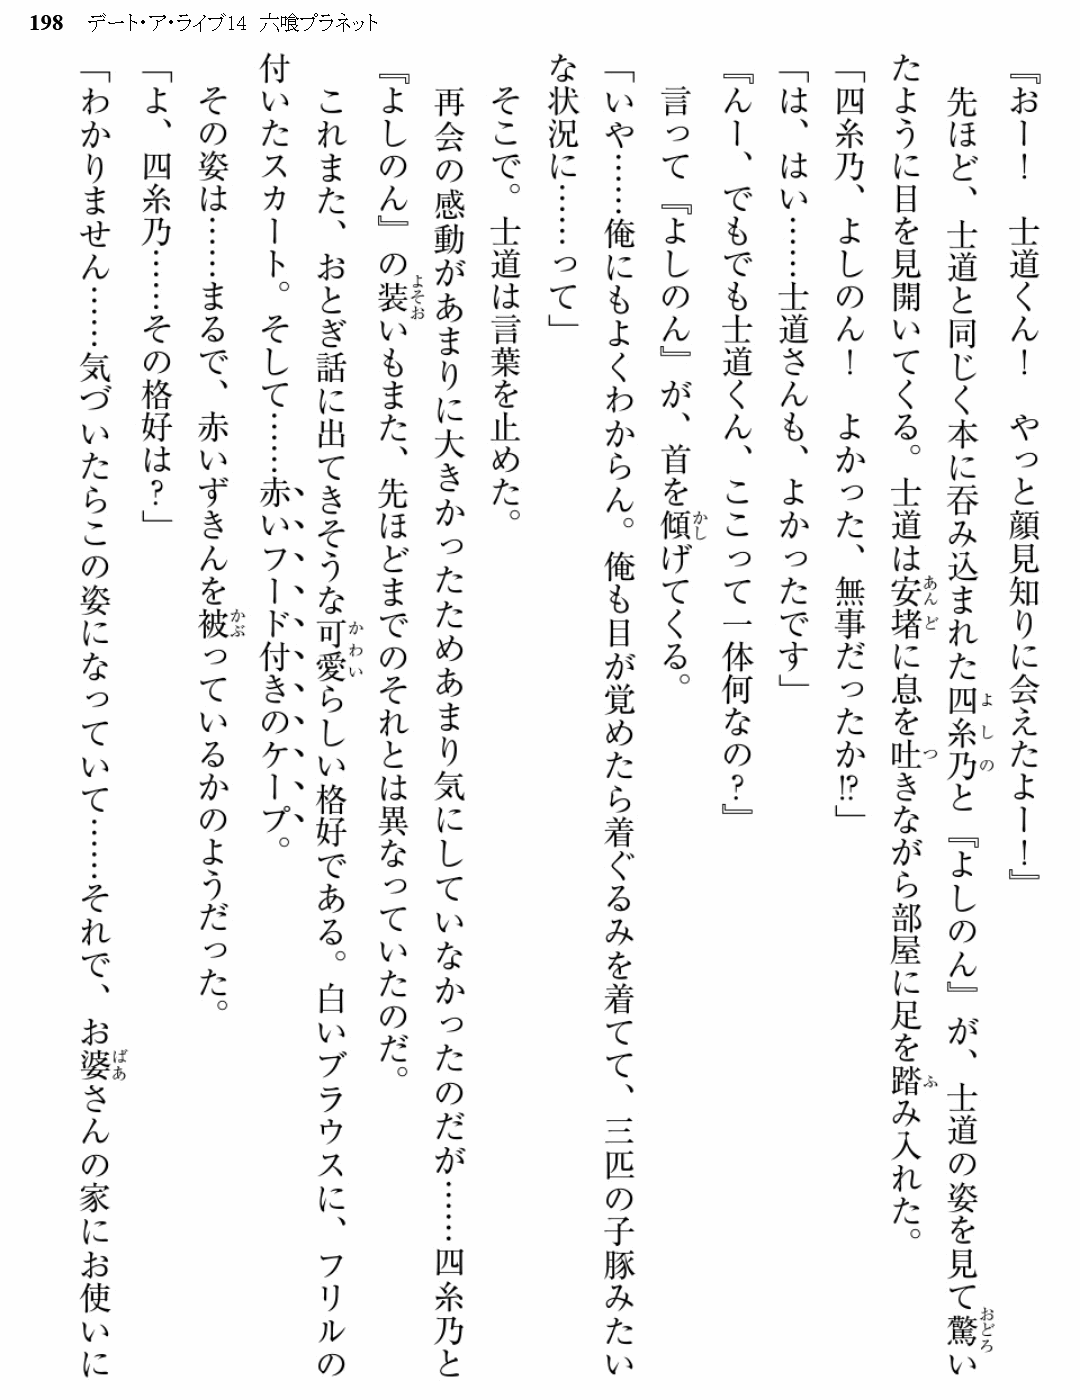 198 デート・ア・ライブ14 六喰プラネット
『おー！　士道くん！　やっと顔見知りに会えたよー！』
　先ほど、士道と同じく本に呑み込まれた四糸乃と『よしのん』が、士道の姿を見て驚い
たように目を見開いてくる。士道は安堵に息を吐きながら部屋に足を踏み入れた。
「四糸乃、よしのん！　よかった、無事だったか⁉」
「は、はい……士道さんも、よかったです」
『んー、でもでも士道くん、ここって一体何なの？』
　言って『よしのん』が、首を傾げてくる。
「いや……俺にもよくわからん。俺も目が覚めたら着ぐるみを着てて、三匹の子豚みたい
な状況に……って」
　そこで。士道は言葉を止めた。
　再会の感動があまりに大きかったためあまり気にしていなかったのだが……四糸乃と
『よしのん』の装いもまた、先ほどまでのそれとは異なっていたのだ。
　これまた、おとぎ話に出てきそうな可愛らしい格好である。白いブラウスに、フリルの
付いたスカート。そして……赤いフード付きのケープ。
　その姿は……まるで、赤いずきんを被っているかのようだった。
「よ、四糸乃……その格好は？」
「わかりません……気づいたらこの姿になっていて……それで、お婆さんの家にお使いに